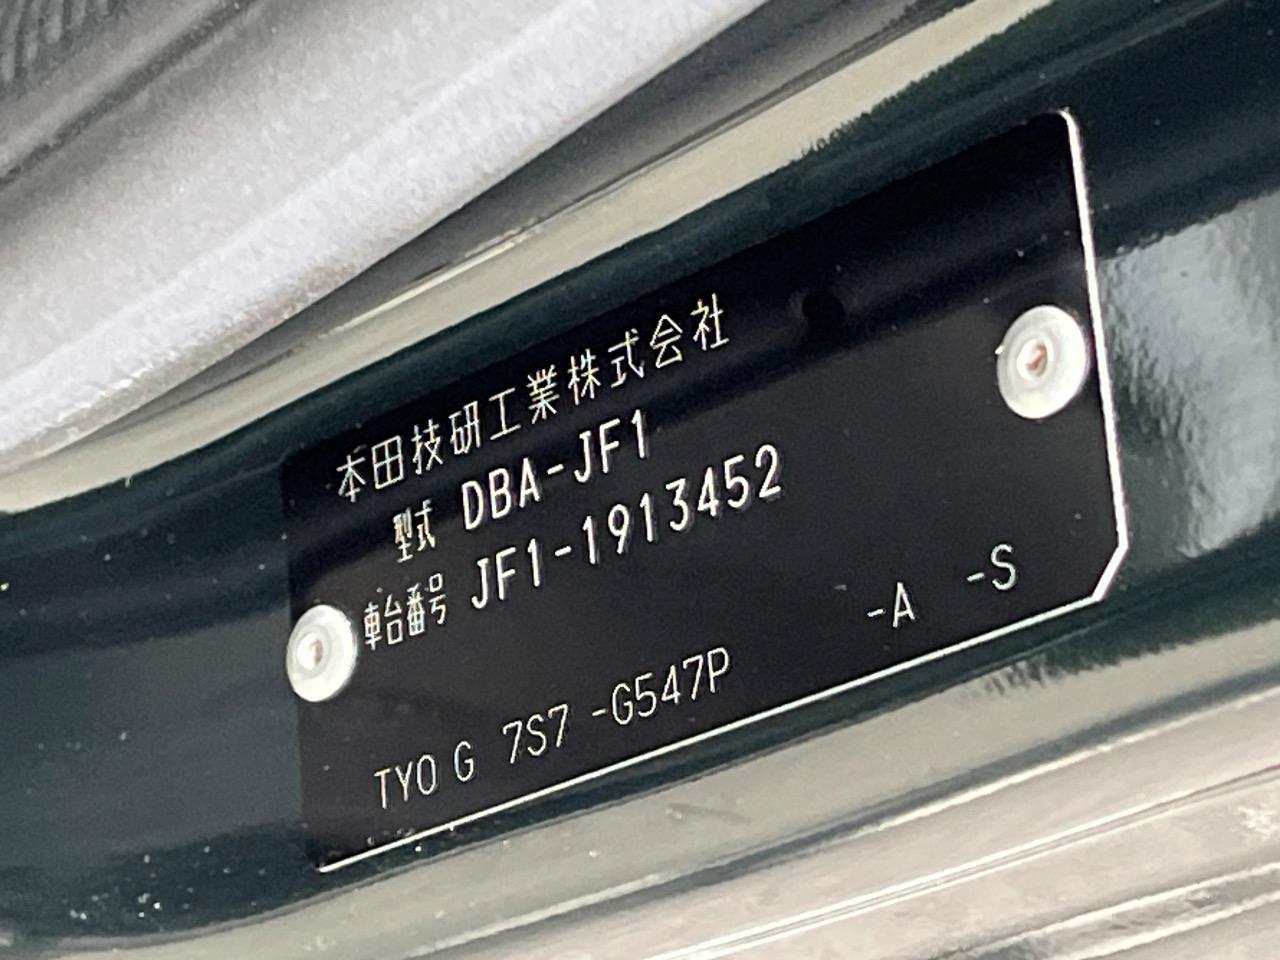 本田技研工業株式会社
型式 DBA-JF1
車台番号 JF1-1913452
-A -S
TYO G 7S7 -G547P